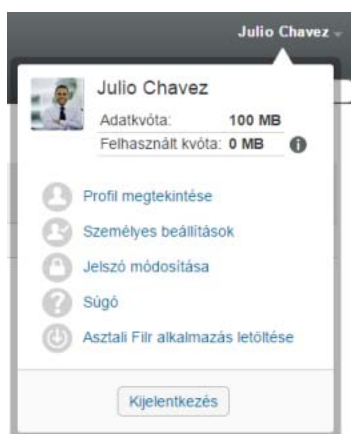 Julio Chavez
Julio Chavez
Adatkvóta: 100 MB
Felhasznált kvóta: 0 MB
Profil megtekintése
Személyes beállítások
Jelszó módosítása
Súgó
Asztali Filr alkalmazás letöltése
Kijelentkezés